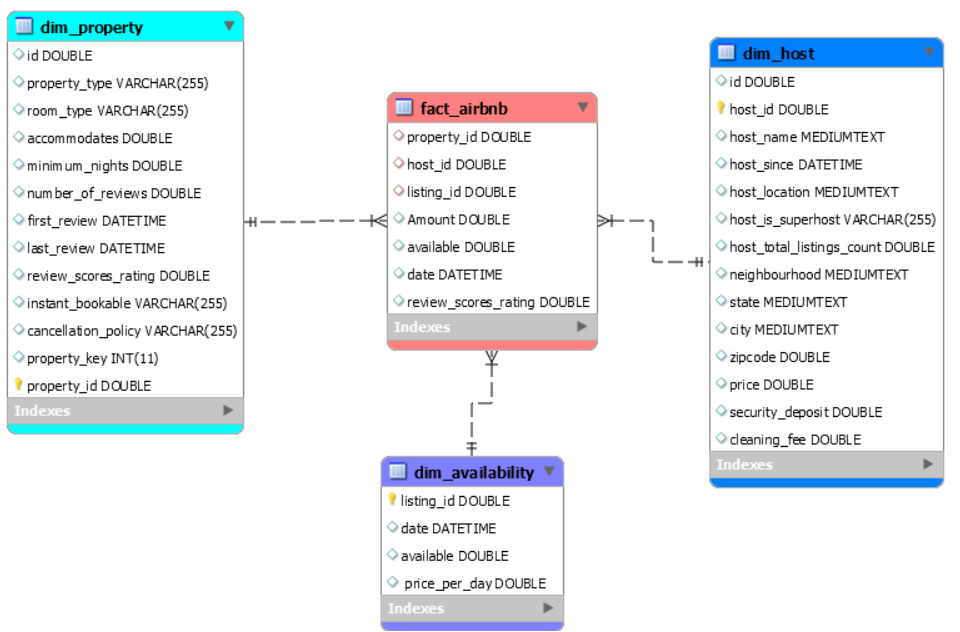 dim_property
id DOUBLE
property_type VARCHAR(255)
room_type VARCHAR(255)
accommodates DOUBLE
minimum_nights DOUBLE
number_of_reviews DOUBLE
first_review DATETIME
last_review DATETIME
review_scores_rating DOUBLE
instant_bookable VARCHAR(255)
cancellation_policy VARCHAR(255)
property_key INT(11)
property_id DOUBLE
Indexes
fact_airbnb
property_id DOUBLE
host_id DOUBLE
listing_id DOUBLE
Amount DOUBLE
available DOUBLE
date DATETIME
review_scores_rating DOUBLE
Indexes
dim_host
id DOUBLE
host_id DOUBLE
host_name MEDIUMTEXT
host_since DATETIME
host_location MEDIUMTEXT
host_is_superhost VARCHAR(255)
host_total_listings_count DOUBLE
neighbourhood MEDIUMTEXT
state MEDIUMTEXT
city MEDIUMTEXT
zipcode DOUBLE
price DOUBLE
security_deposit DOUBLE
cleaning_fee DOUBLE
Indexes
dim_availability
listing_id DOUBLE
date DATETIME
available DOUBLE
price_per_day DOUBLE
Indexes